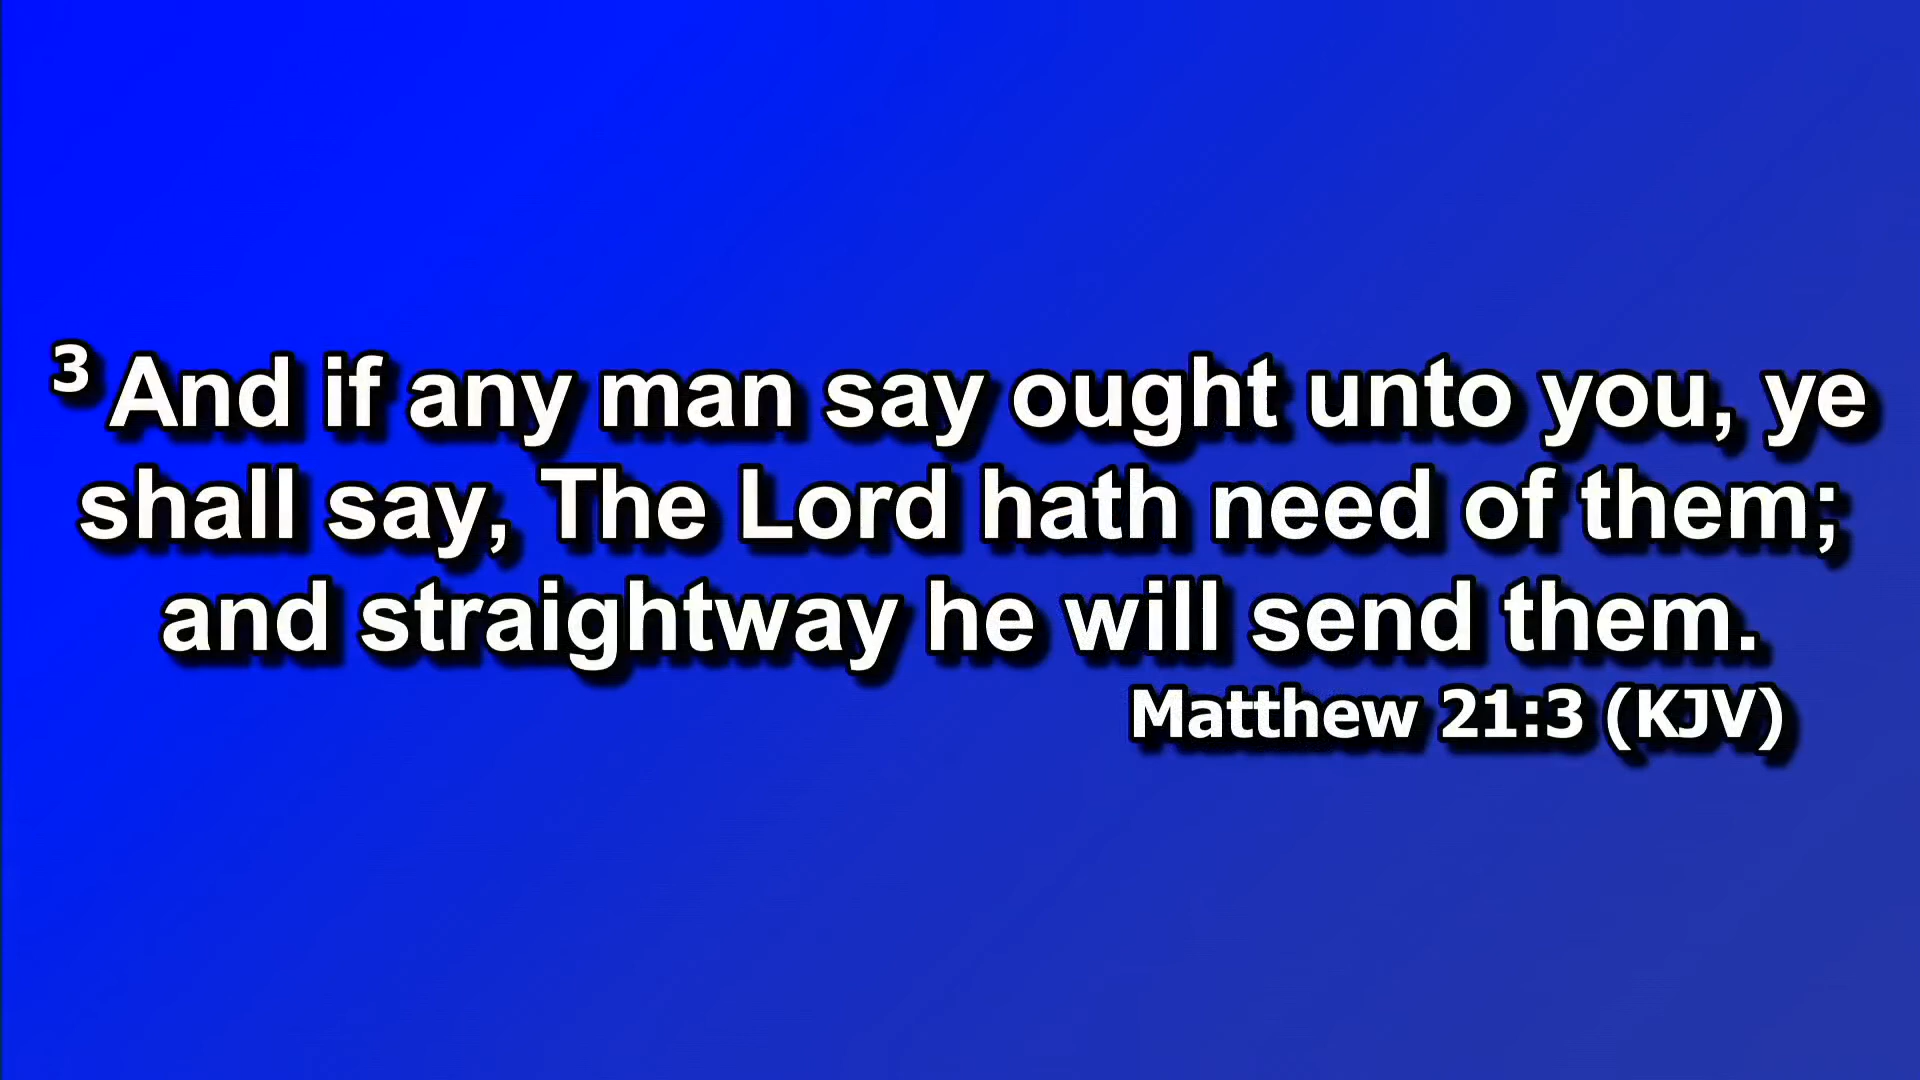 3 And if any man say ought unto you, ye
shall say, The Lord hath need of them;
and straightway he will send them.
Matthew 21:3 (KJV)